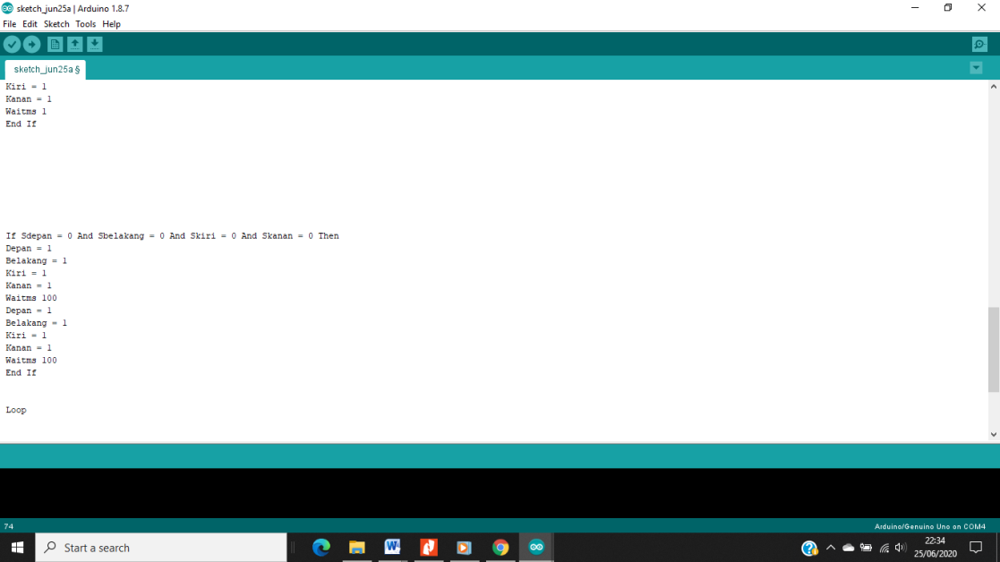 sketch_jun25a | Arduino 1.8.7
File Edit Sketch Tools Help
sketch_jun25a §
Kiri = 1
Kanan = 1
Waitms 1
End If
If Sdepan = 0 And Sbelakang = 0 And Skiri = 0 And Skanan = 0 Then
Depan = 1
Belakang = 1
Kiri = 1
Kanan = 1
Waitms 100
Depan = 1
Belakang = 1
Kiri = 1
Kanan = 1
Waitms 100
End If
Loop
74
Arduino/Genuino Uno on COM4
Start a search
22:34
25/06/2020